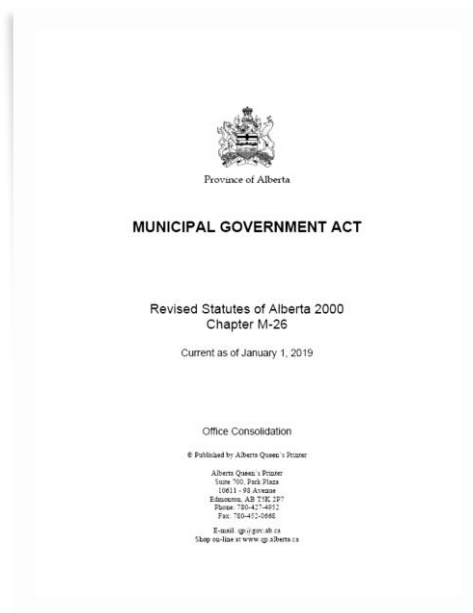 Province of Alberta
MUNICIPAL GOVERNMENT ACT
Revised Statutes of Alberta 2000
Chapter M-26
Current as of January 1, 2019
Office Consolidation
© Published by Alberta Queen's Printer
Alberta Queen's Printer
Suite 700, Park Plaza
10611 - 98 Avenue
Edmonton, AB T5K 2P7
Phone: 780-427-4952
Fax: 780-452-0668
E-mail: qp@gov.ab.ca
Shop on-line at www.qp.alberta.ca